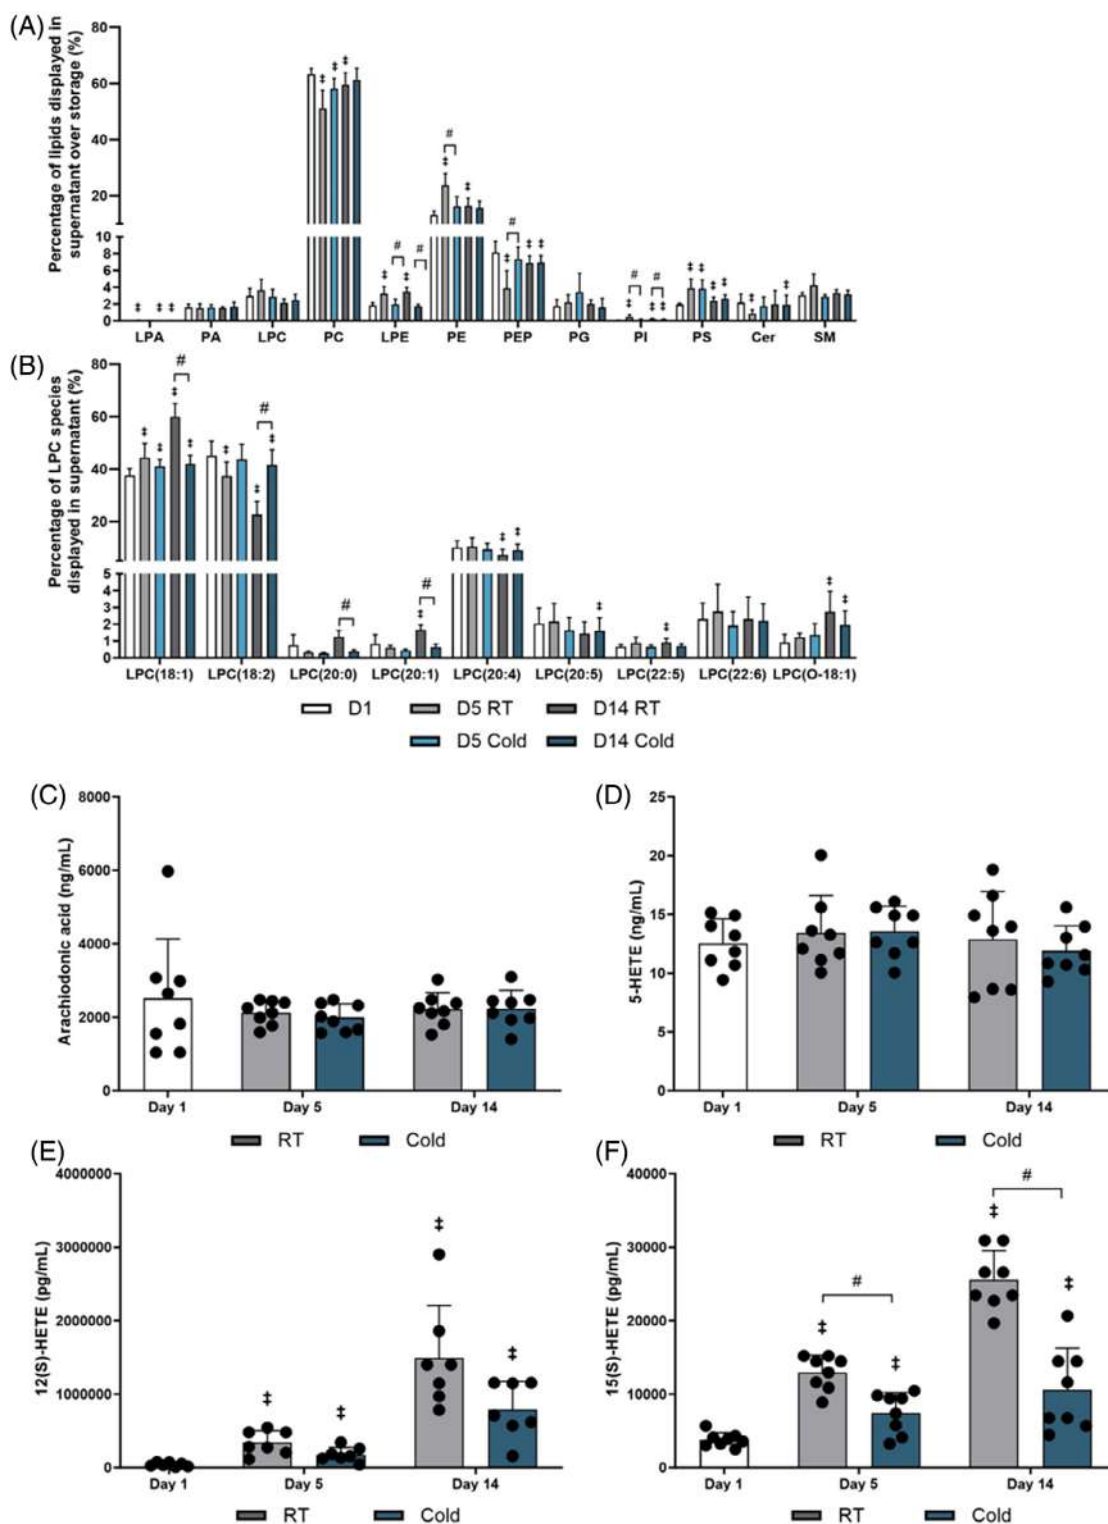 (A)
Percentage of lipids displayed in
supernatant over storage (%)
80
60
40
20
10
8
6
4
2
0
‡ ‡ ‡ ‡ ‡ ‡ ‡ # ‡ # ‡ # ‡ ‡ # ‡ ‡ ‡ # ‡ # ‡ ‡ ‡ ‡ ‡ ‡ ‡ ‡
LPA PA LPC PC LPE PE PEP PG PI PS Cer SM
(B)
Percentage of LPC species
displayed in supernatant (%)
80
60
40
20
5
4
3
2
1
0
‡ ‡ ‡ # ‡ ‡ ‡ # ‡ # ‡ # ‡ ‡ ‡ ‡ ‡ ‡
LPC(18:1) LPC(18:2) LPC(20:0) LPC(20:1) LPC(20:4) LPC(20:5) LPC(22:5) LPC(22:6) LPC(O-18:1)
D1 D5 RT D14 RT
D5 Cold D14 Cold
(C)
Arachiodonic acid (ng/mL)
8000
6000
4000
2000
0
Day 1 Day 5 Day 14
RT Cold
(D)
5-HETE (ng/mL)
25
20
15
10
5
0
Day 1 Day 5 Day 14
RT Cold
(E)
12(S)-HETE (pg/mL)
4000000
3000000
2000000
1000000
0
‡ ‡ ‡ ‡
Day 1 Day 5 Day 14
RT Cold
(F)
15(S)-HETE (pg/mL)
40000
30000
20000
10000
0
# #
‡ ‡ ‡ ‡
Day 1 Day 5 Day 14
RT Cold